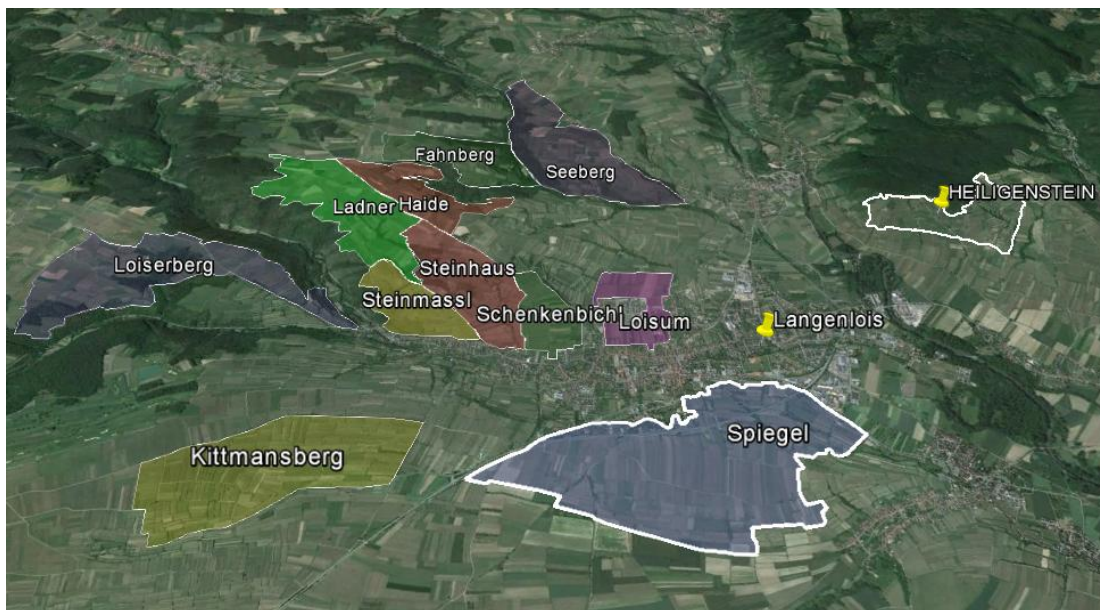 Fahnberg
Seeberg
HEILIGENSTEIN
Ladner
Haide
Loiserberg
Steinhaus
Steinmassl
Schenkenbichl
Loisum
Langenlois
Spiegel
Kittmansberg